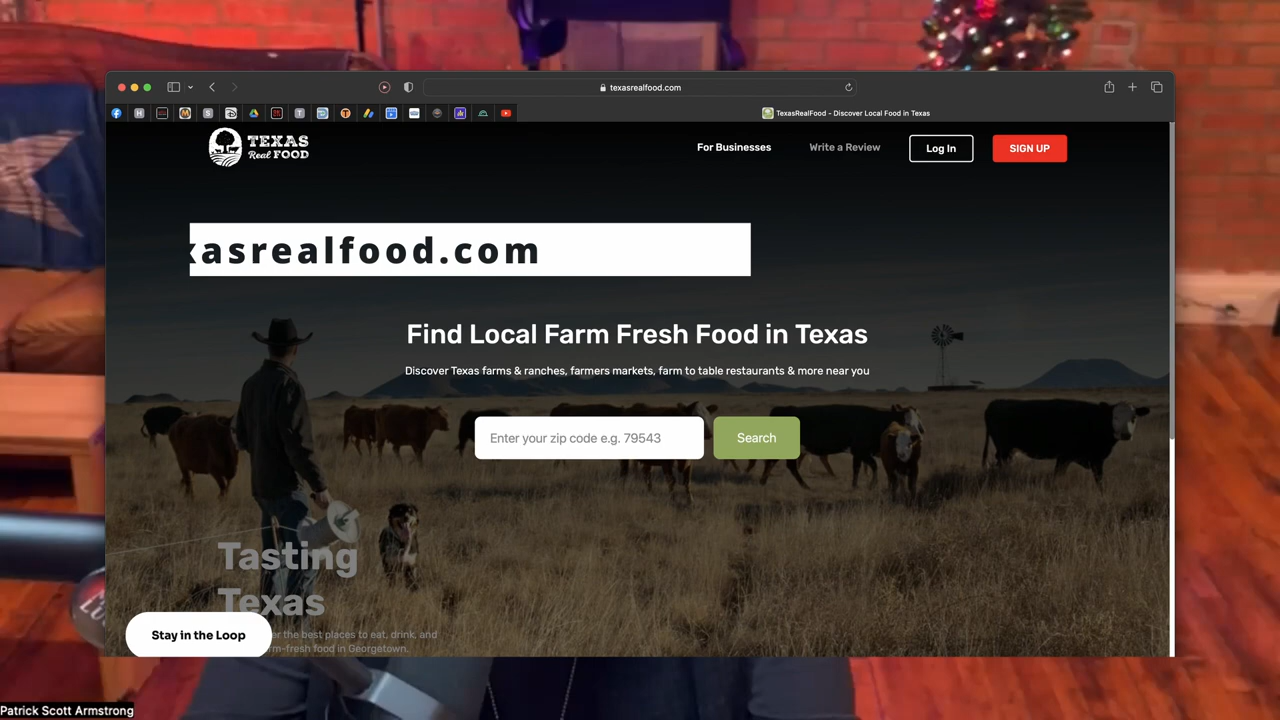 texasrealfood.com
TexasRealFood - Discover Local Food in Texas
TEXAS
Real FOOD
For Businesses
Write a Review
Log In
SIGN UP
xasrealfood.com
Find Local Farm Fresh Food in Texas
Discover Texas farms & ranches, farmers markets, farm to table restaurants & more near you
Enter your zip code e.g. 79543
Search
Tasting
Texas
Stay in the Loop
er the best places to eat, drink, and
rm-fresh food in Georgetown.
Patrick Scott Armstrong